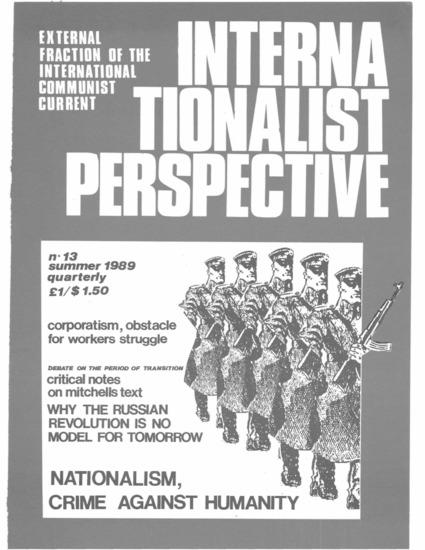 EXTERNAL
FRACTION OF THE
INTERNATIONAL
COMMUNIST
CURRENT
INTERNA
TIONALIST
PERSPECTIVE
n° 13
summer 1989
quarterly
£1/$ 1.50
corporatism, obstacle
for workers struggle
DEBATE ON THE PERIOD OF TRANSITION
critical notes
on mitchells text
WHY THE RUSSIAN
REVOLUTION IS NO
MODEL FOR TOMORROW
NATIONALISM,
CRIME AGAINST HUMANITY